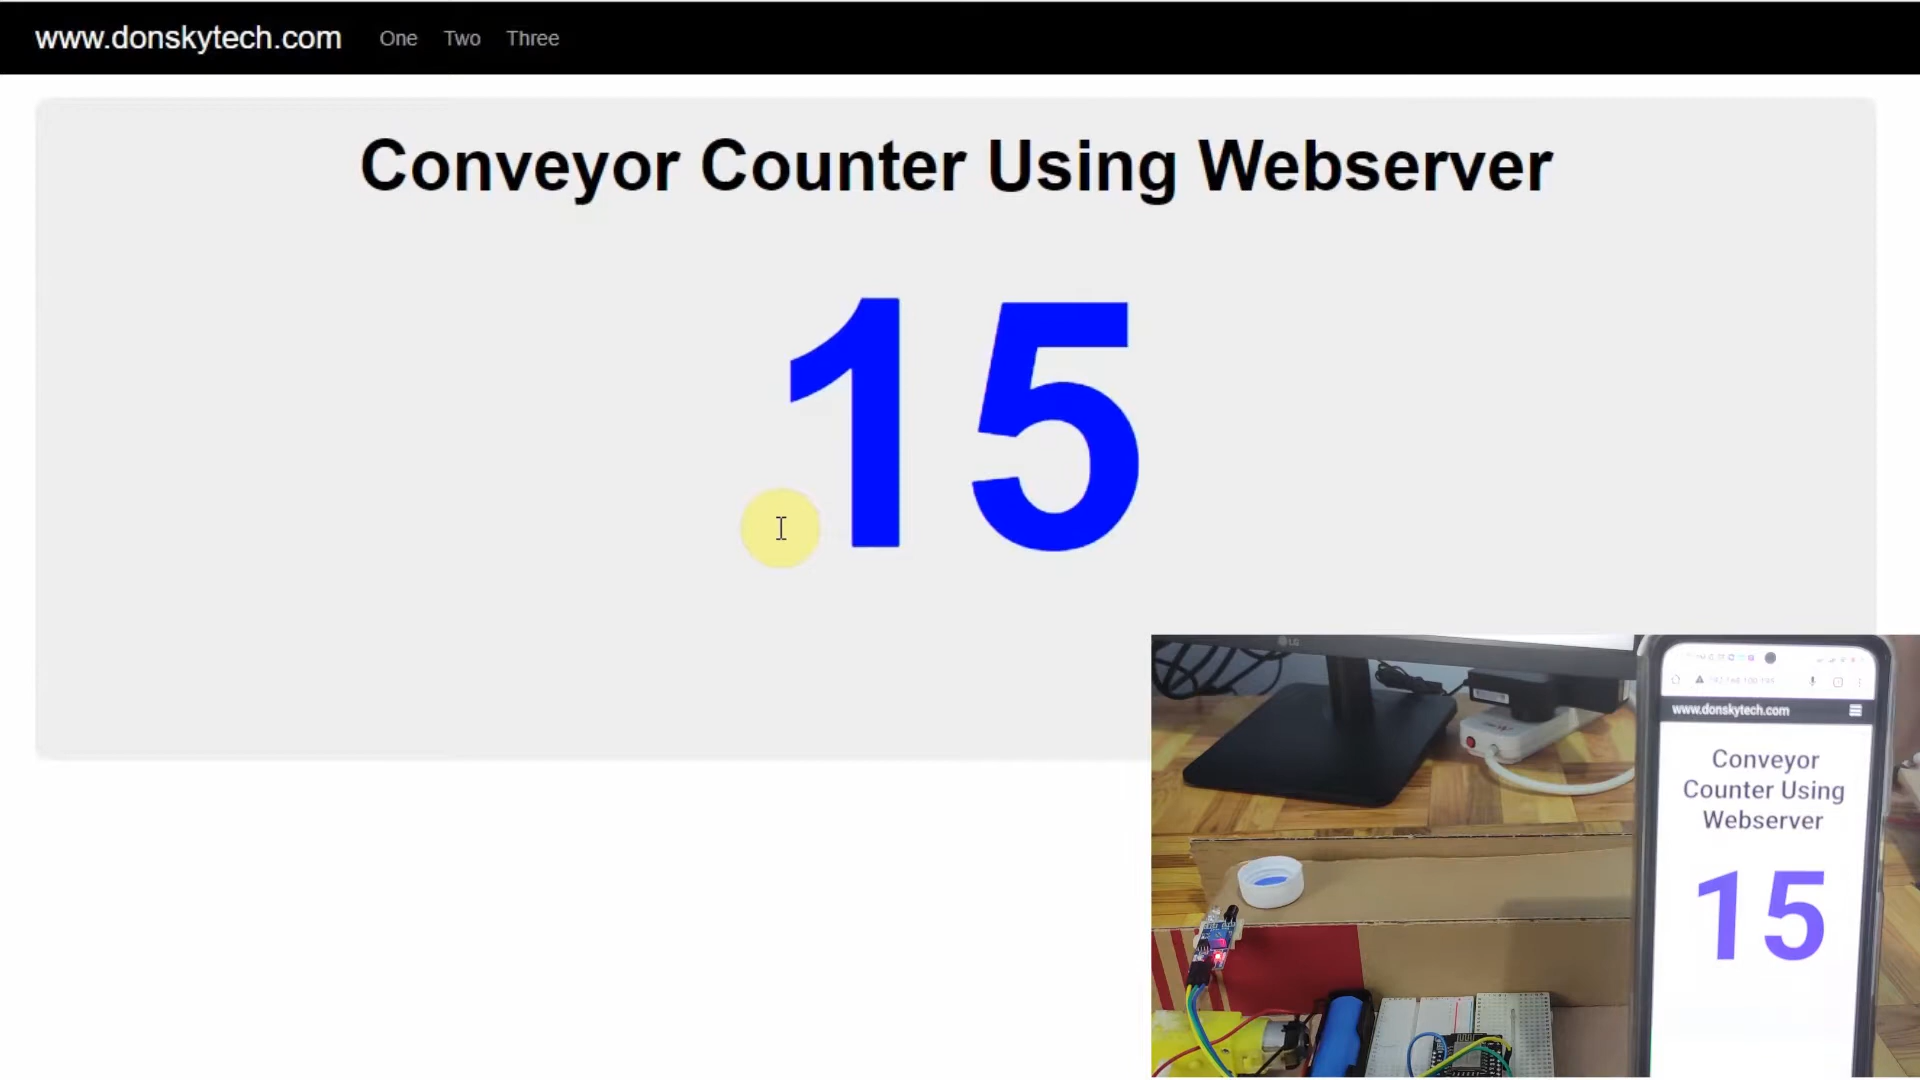 www.donskytech.com One Two Three
Conveyor Counter Using Webserver
15
LG
www.donskytech.com
Conveyor
Counter Using
Webserver
15